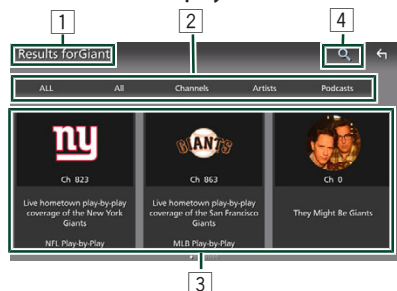 1
2
4
Results forGiant
ALL All Channels Artists Podcasts
ny
GIANTS
Ch 823
Ch 863
Ch 0
Live hometown play-by-play
coverage of the New York
Giants
Live hometown play-by-play
coverage of the San Francisco
Giants
They Might Be Giants
NFL Play-by-Play
MLB Play-by-Play
3